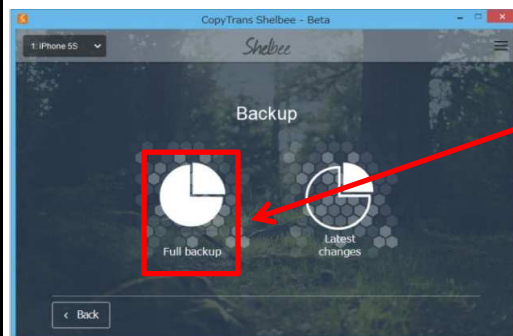 CopyTrans Shelbee - Beta
1: iPhone 5S
Shelbee
Backup
Full backup
Latest
changes
< Back